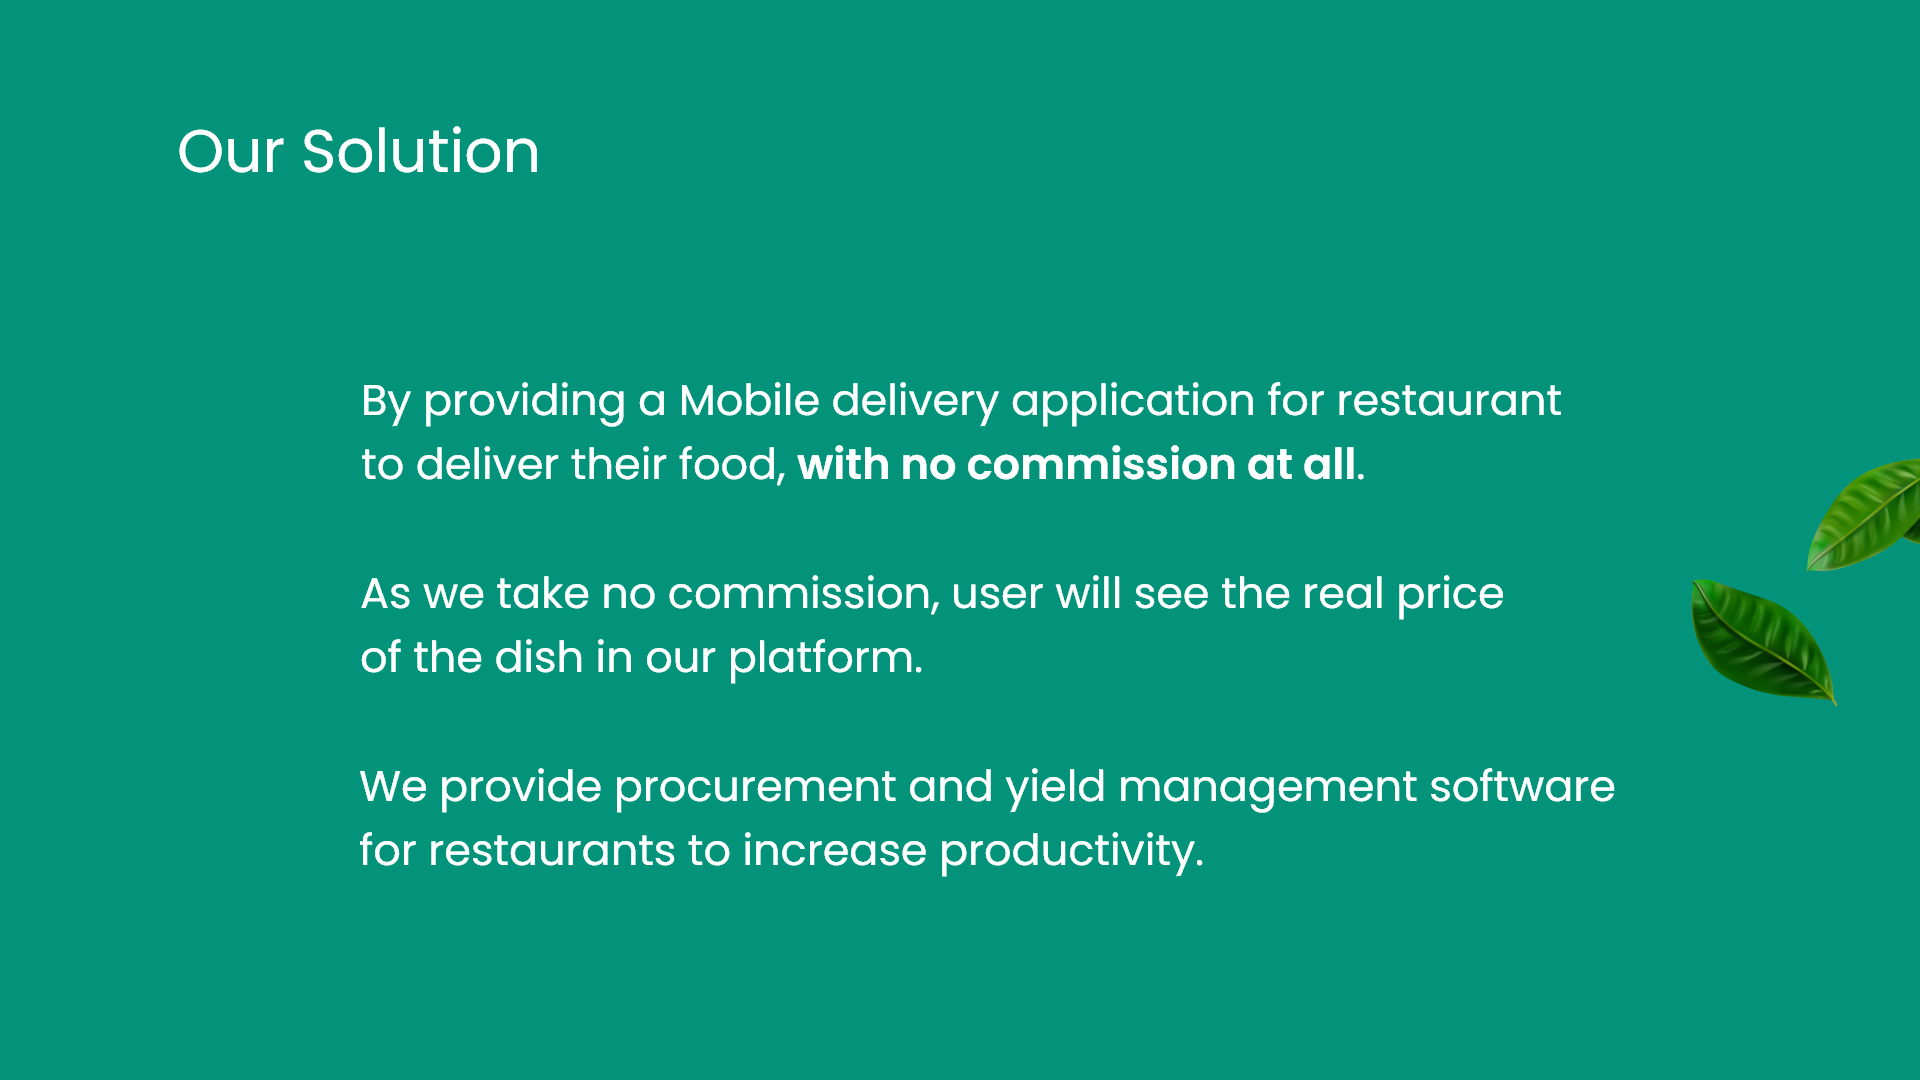 Our Solution
By providing a Mobile delivery application for restaurant
to deliver their food, with no commission at all.
As we take no commission, user will see the real price
of the dish in our platform.
We provide procurement and yield management software
for restaurants to increase productivity.